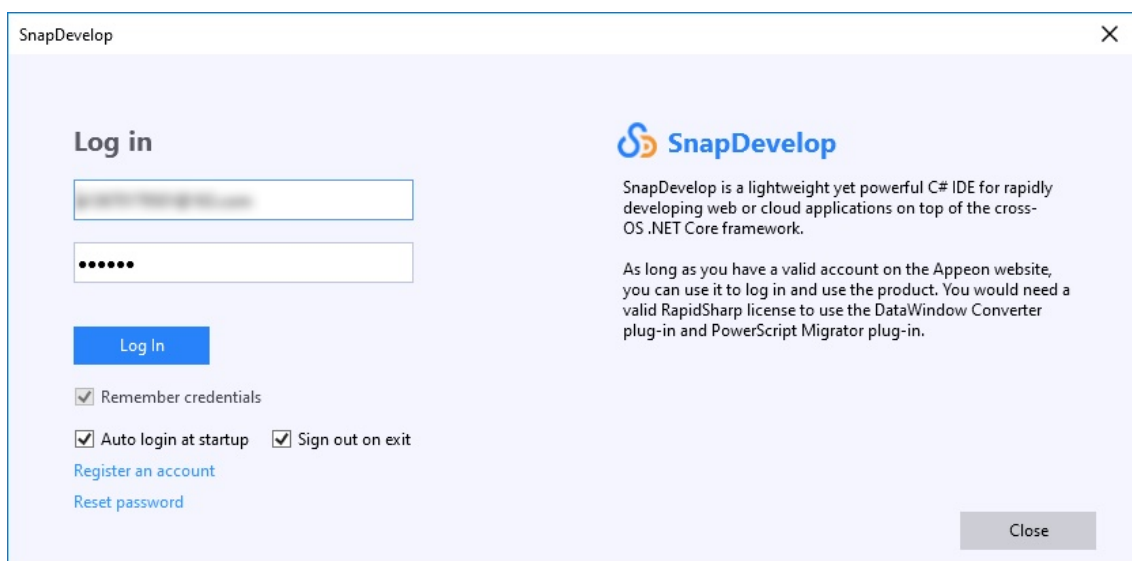 SnapDevelop
Log in
••••••
Log In
Remember credentials
Auto login at startup
Sign out on exit
Register an account
Reset password
SnapDevelop
SnapDevelop is a lightweight yet powerful C# IDE for rapidly
developing web or cloud applications on top of the cross-
OS .NET Core framework.
As long as you have a valid account on the Appeon website,
you can use it to log in and use the product. You would need a
valid RapidSharp license to use the DataWindow Converter
plug-in and PowerScript Migrator plug-in.
Close